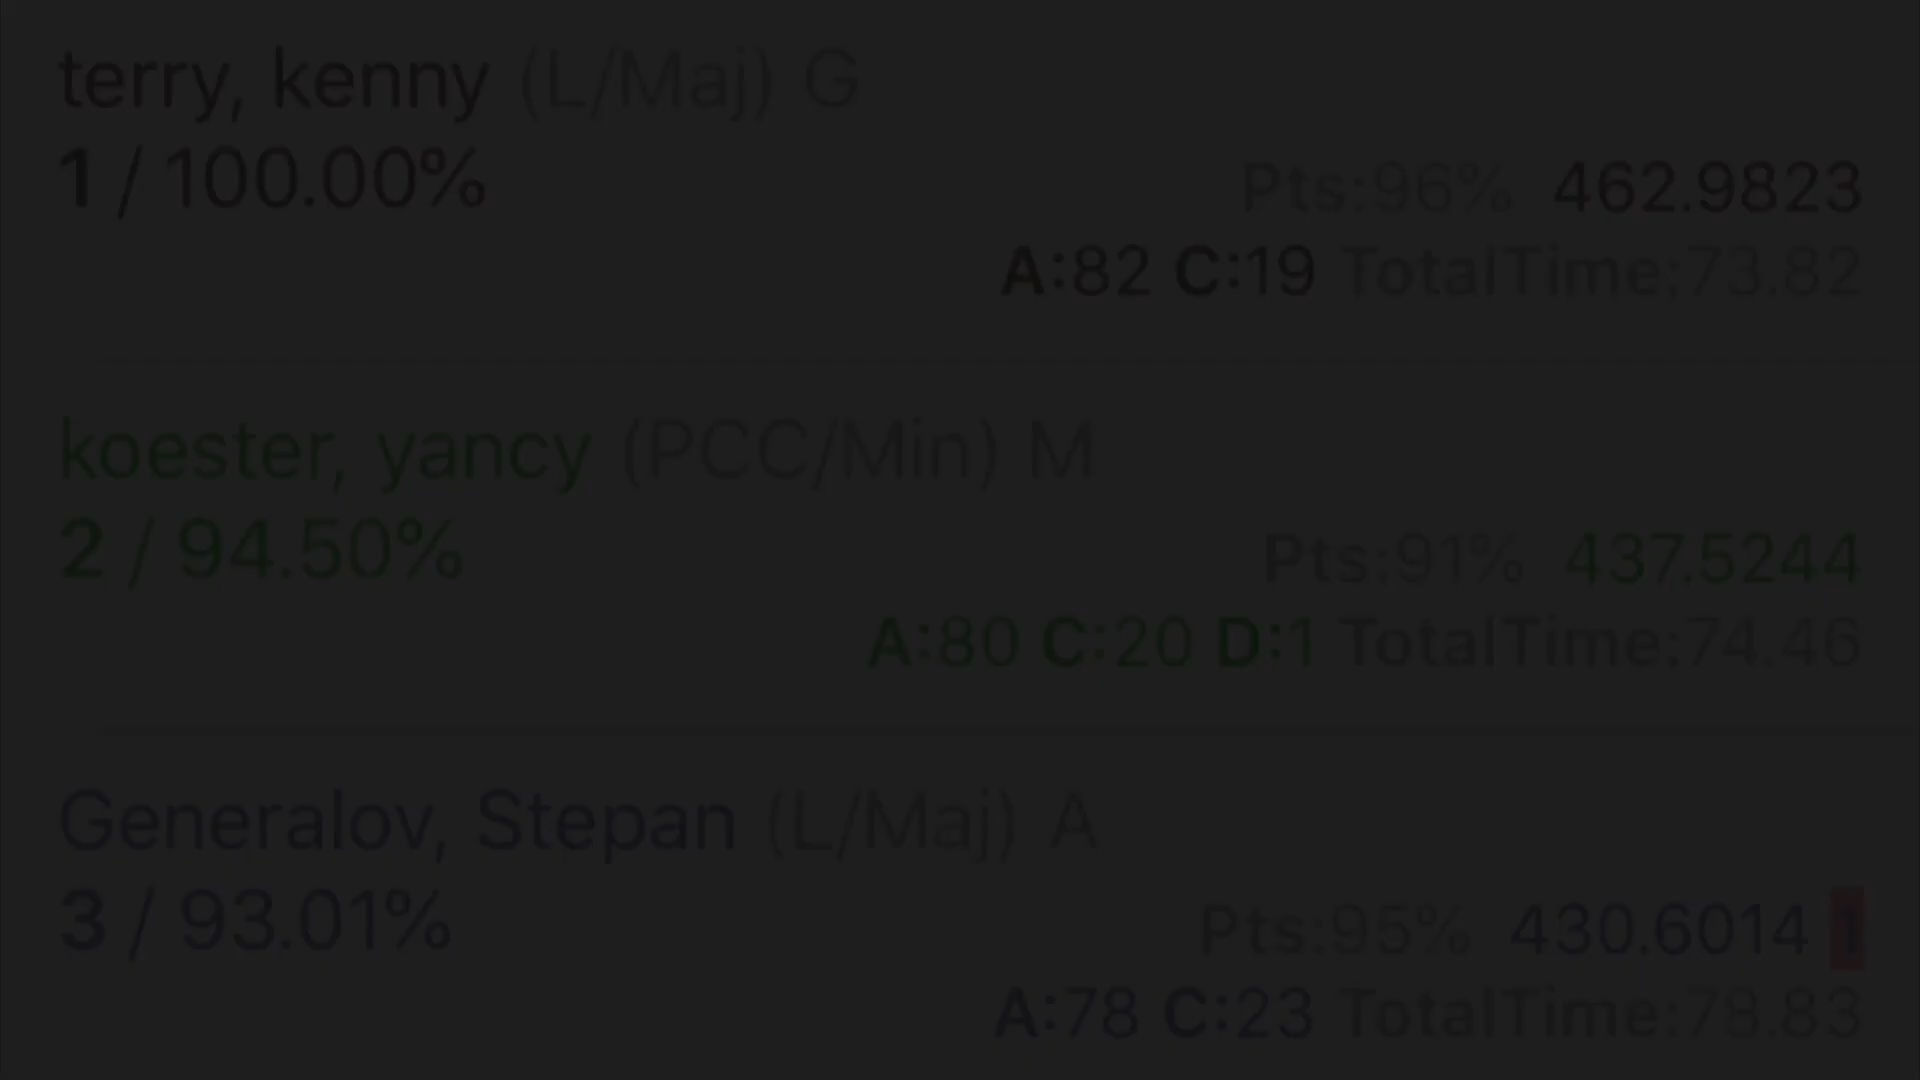 terry, kenny (L/Maj) G
1 / 100.00%
Pts:96% 462.9823
A:82 C:19 TotalTime:73.82
koester, yancy (PCC/Min) M
2 / 94.50%
Pts:91% 437.5244
A:80 C:20 D:1 TotalTime:74.46
Generalov, Stepan (L/Maj) A
3 / 93.01%
Pts:95% 430.6014 1
A:78 C:23 TotalTime:78.83